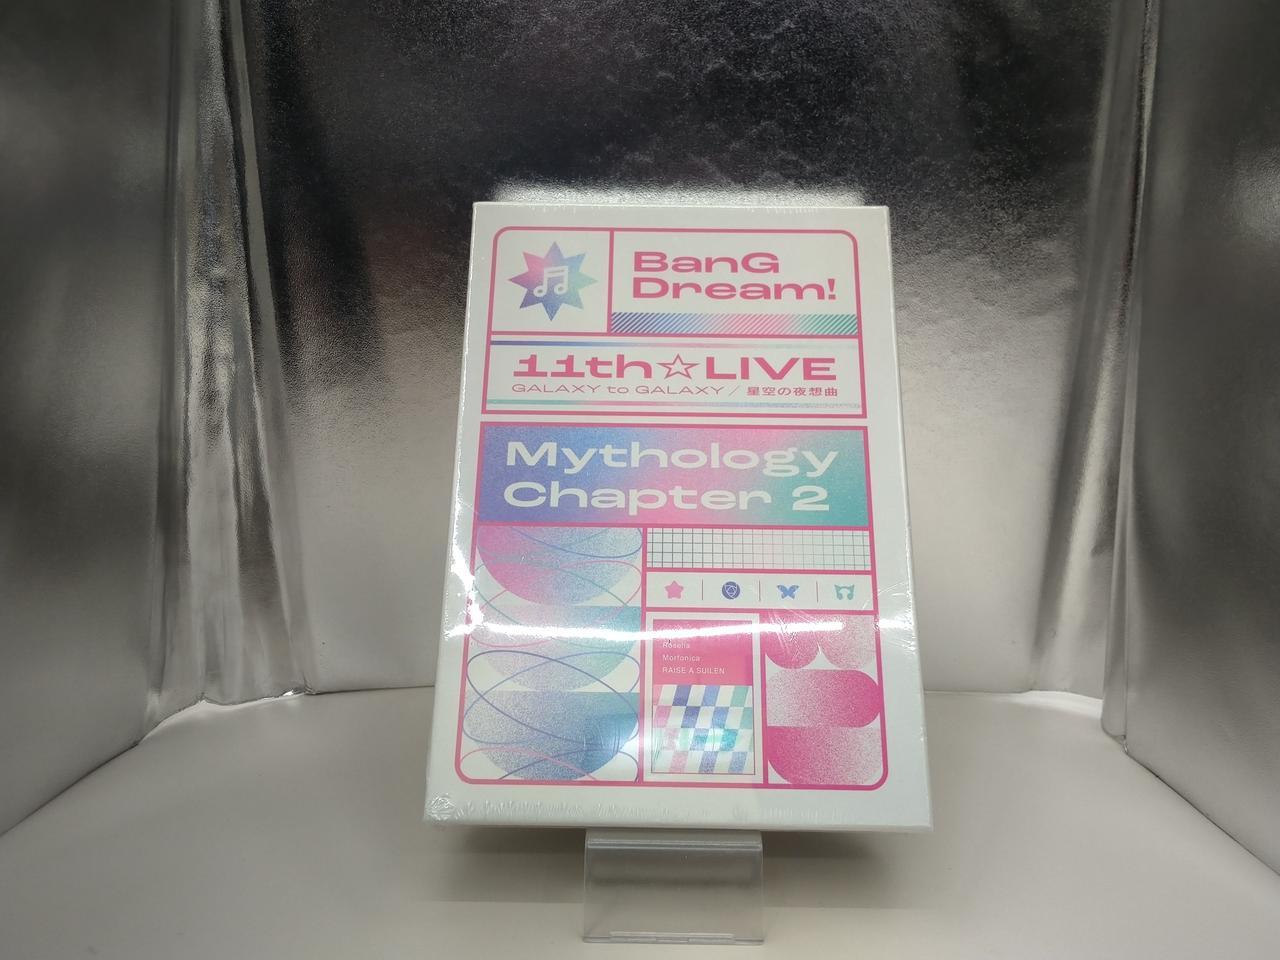 BanG
Dream!
11th☆LIVE
GALAXY to GALAXY / 星空の夜想曲
Mythology
Chapter 2
Roselia
Morfonica
RAISE A SUILEN